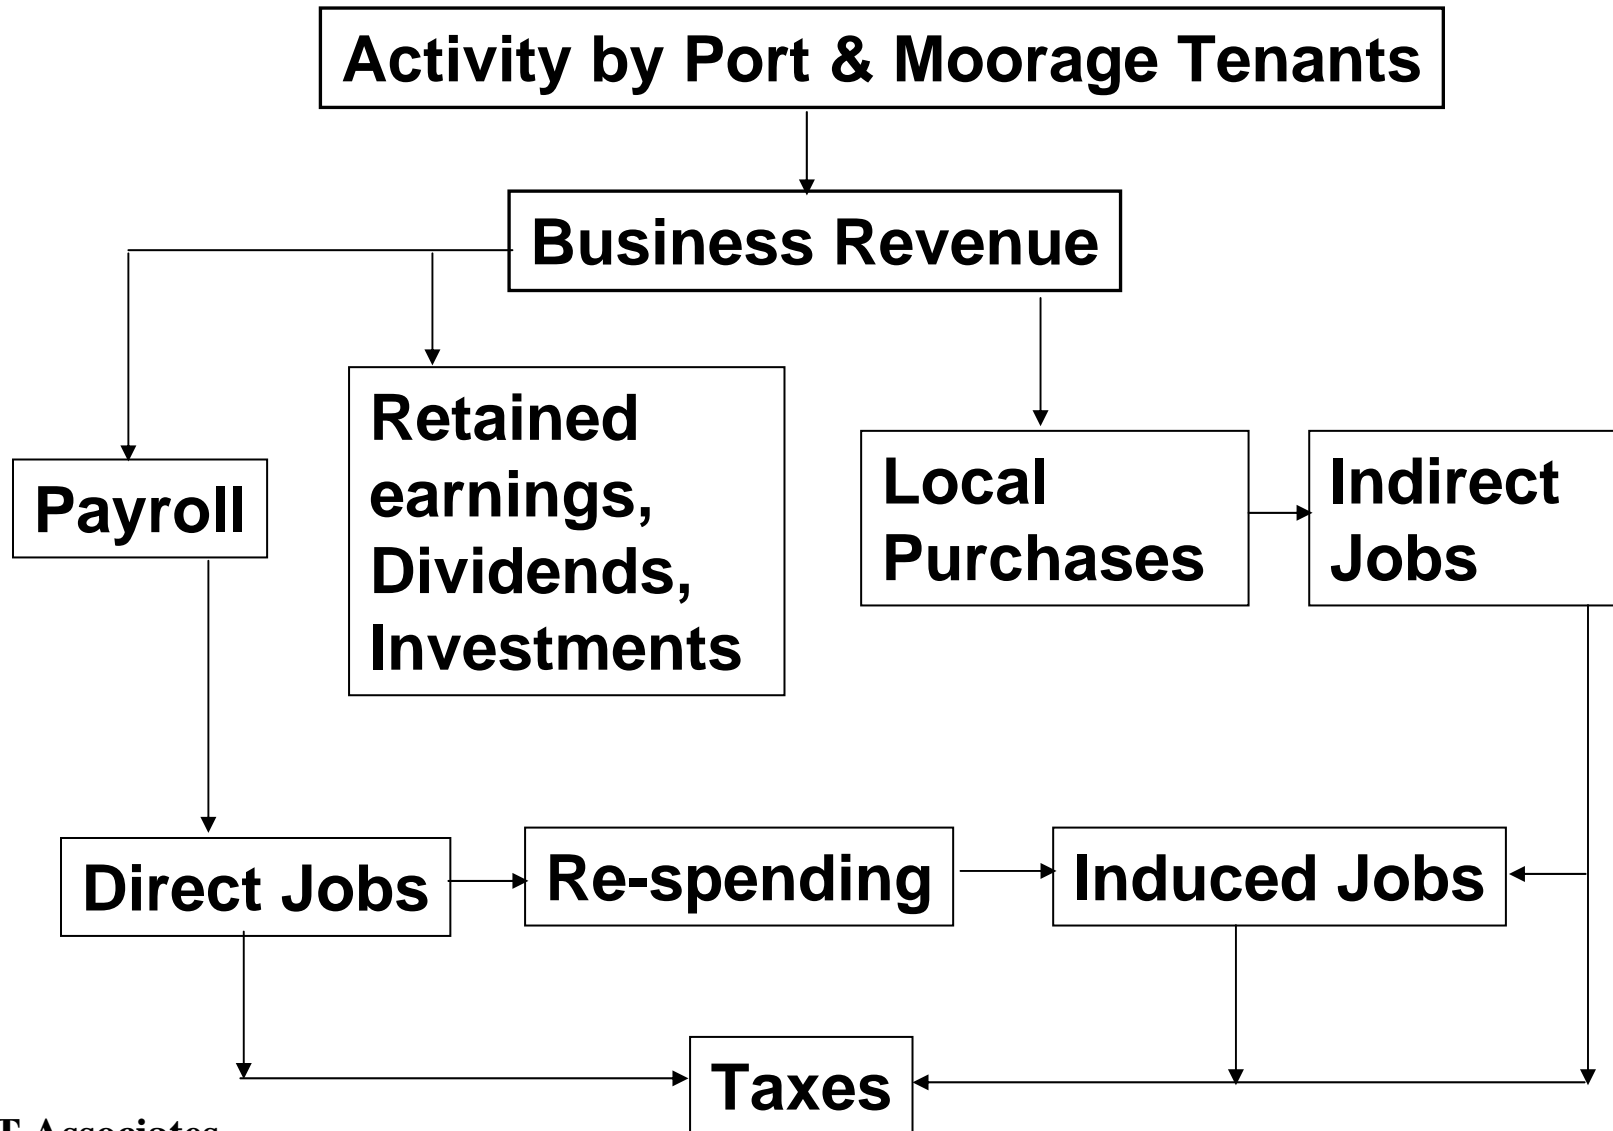 Activity by Port & Moorage Tenants
Business Revenue
Retained
earnings,
Dividends,
Investments
Payroll
Local
Purchases
Indirect
Jobs
Direct Jobs
Re-spending
Induced Jobs
Taxes
Associates